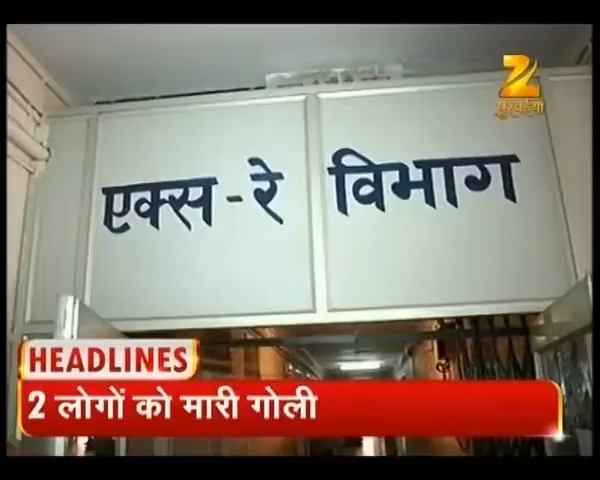 एक्स - रे विभाग
HEADLINES
2 लोगों को मारी गोली